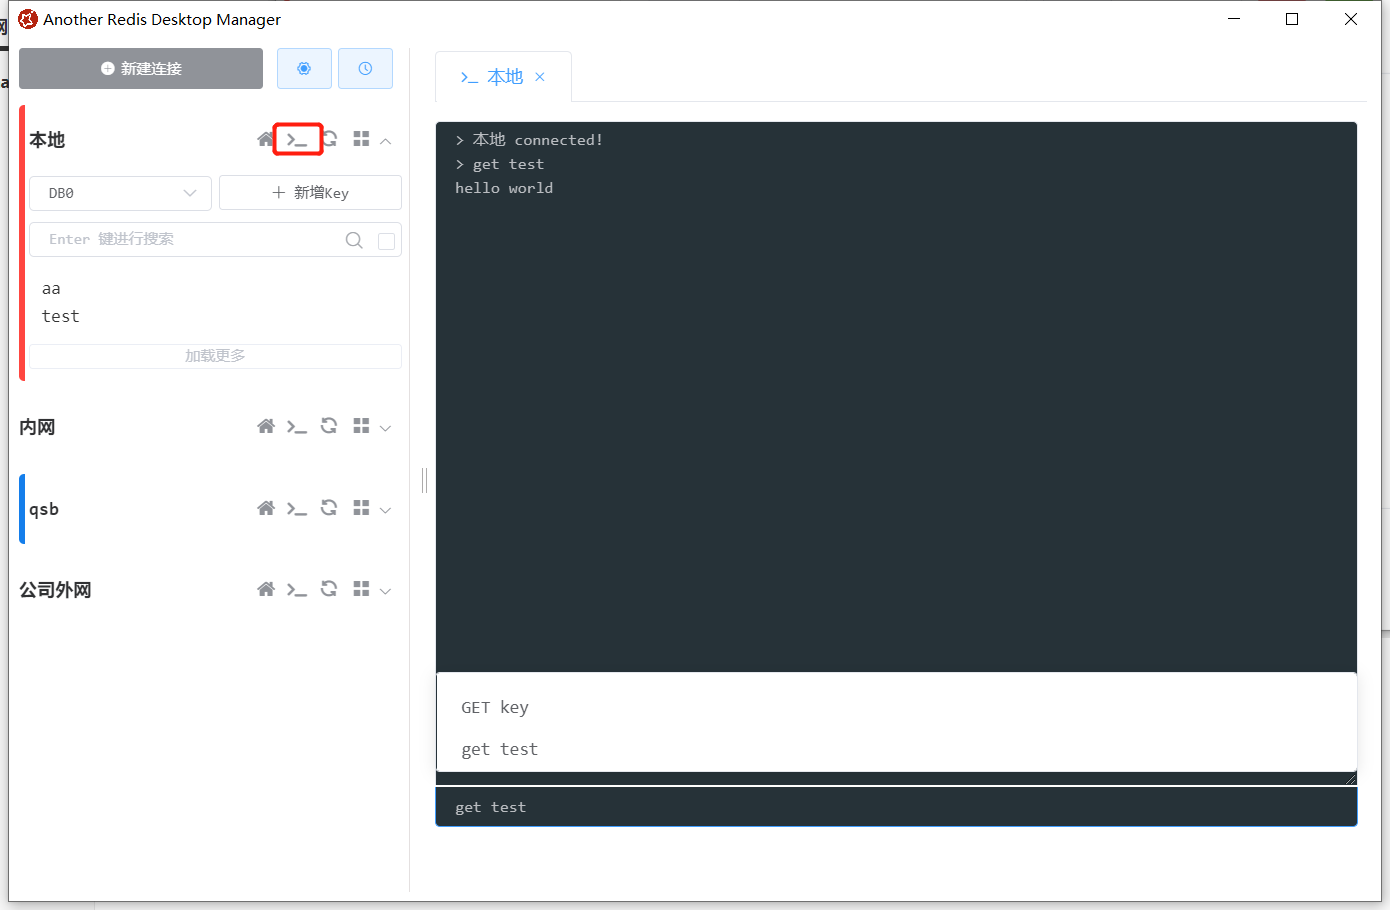 Another Redis Desktop Manager
新建连接
本地
DB0
新增Key
Enter 键进行搜索
aa
test
加载更多
内网
qsb
公司外网
>_ 本地 ×
> 本地 connected!
> get test
hello world
GET key
get test
get test
网
a